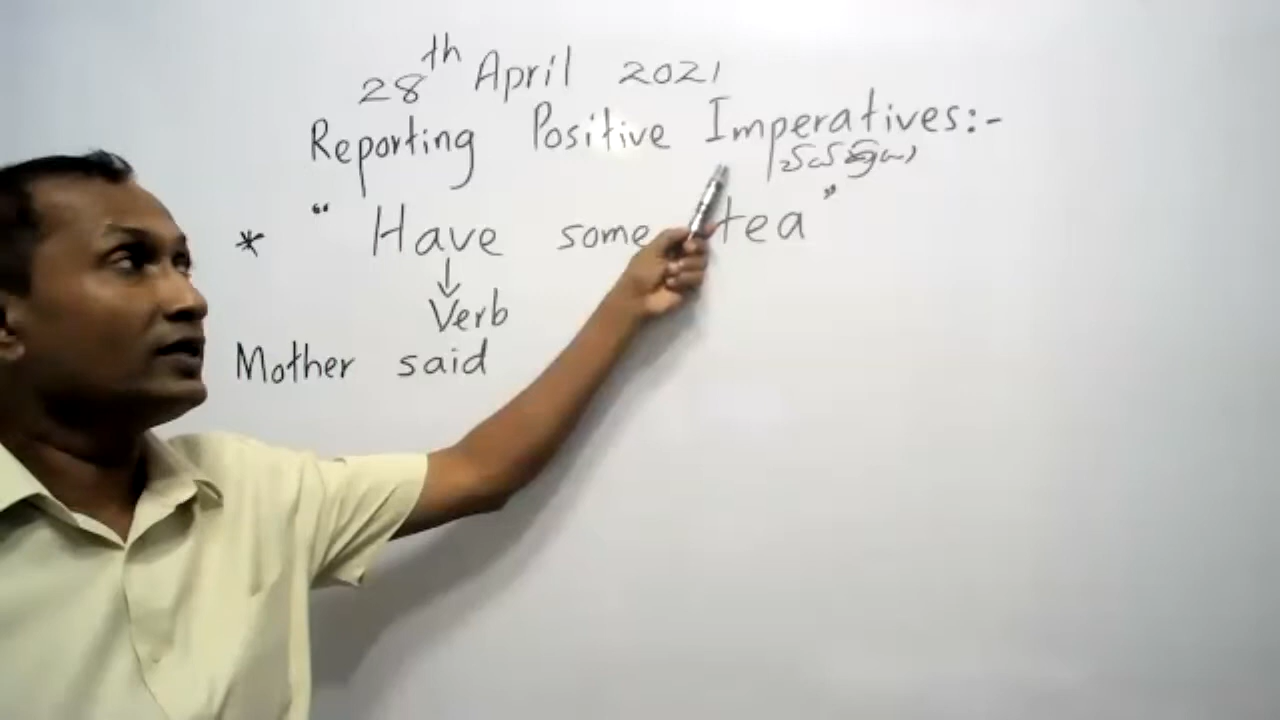 28th April 2021
Reporting Positive Imperatives:-
* " Have some tea "
↓
Verb
Mother said